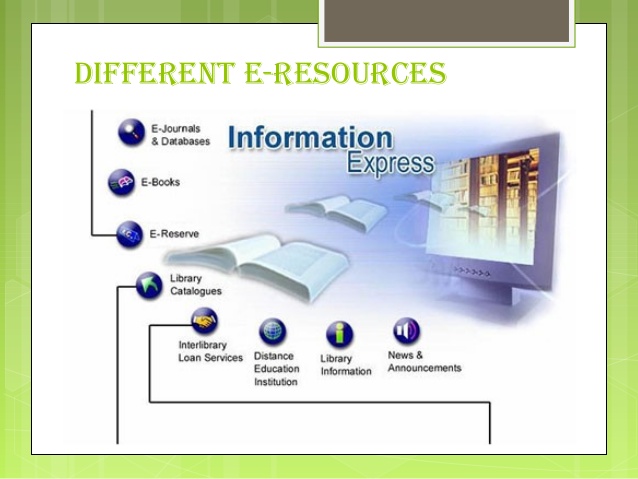 DIFFERENT E-RESOURCES
Information
Express
E-Journals
& Databases
E-Books
E-Reserve
Library
Catalogues
Interlibrary
Loan Services
Distance
Education
Institution
Library
Information
News &
Announcements